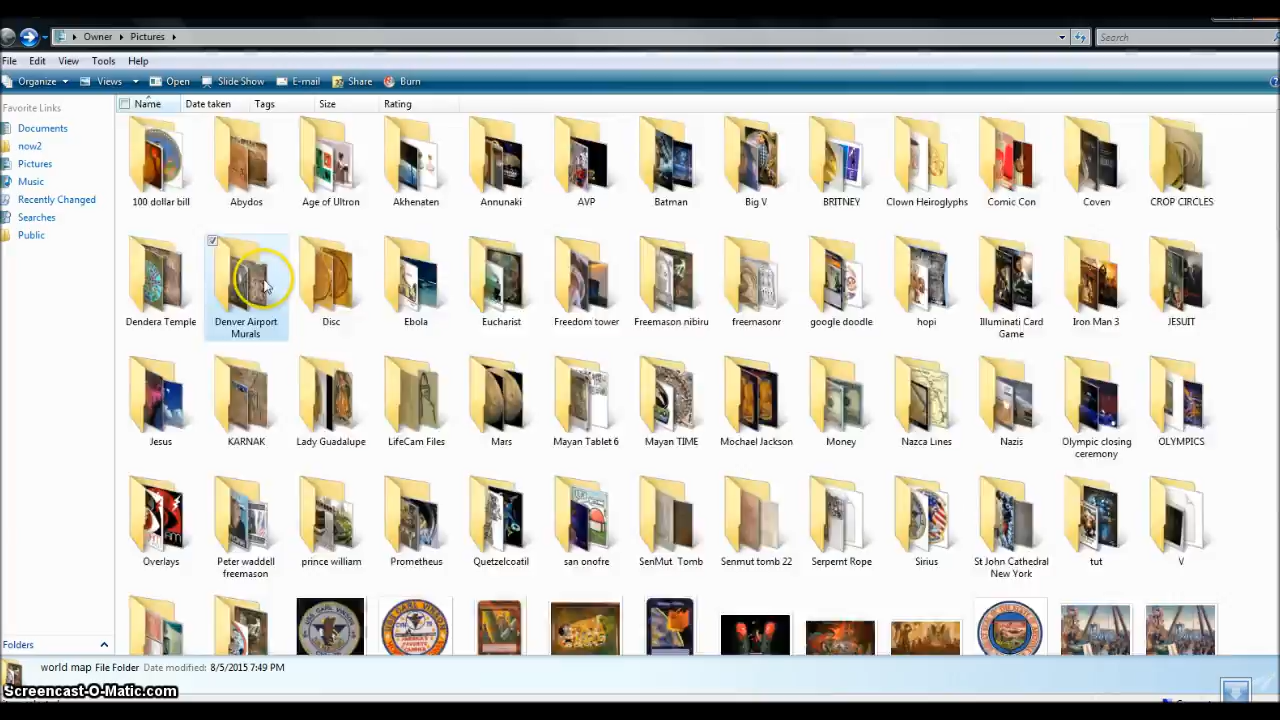 Owner Pictures Search
File Edit View Tools Help
Organize Views Open Slide Show E-mail Share Burn
Favorite Links
Documents
now2
Pictures
Music
Recently Changed
Searches
Public
Name Date taken Tags Size Rating
100 dollar bill Abydos Age of Ultron Akhenaten Annunaki AVP Batman Big V BRITNEY Clown Heiroglyphs Comic Con Coven CROP CIRCLES
Dendera Temple Denver Airport Murals Disc Ebola Eucharist Freedom tower Freemason nibiru freemasonr google doodle hopi Illuminati Card Game Iron Man 3 JESUIT
Jesus KARNAK Lady Guadalupe LifeCam Files Mars Mayan Tablet 6 Mayan TIME Mochael Jackson Money Nazca Lines Nazis Olympic closing ceremony OLYMPICS
Overlays Peter waddell freemason prince william Prometheus Quetzelcoatil san onofre SenMut Tomb Senmut tomb 22 Serpernt Rope Sirius St John Cathedral New York tut V
Folders
world map File Folder Date modified: 8/5/2015 7:49 PM
Screencast-O-Matic.com